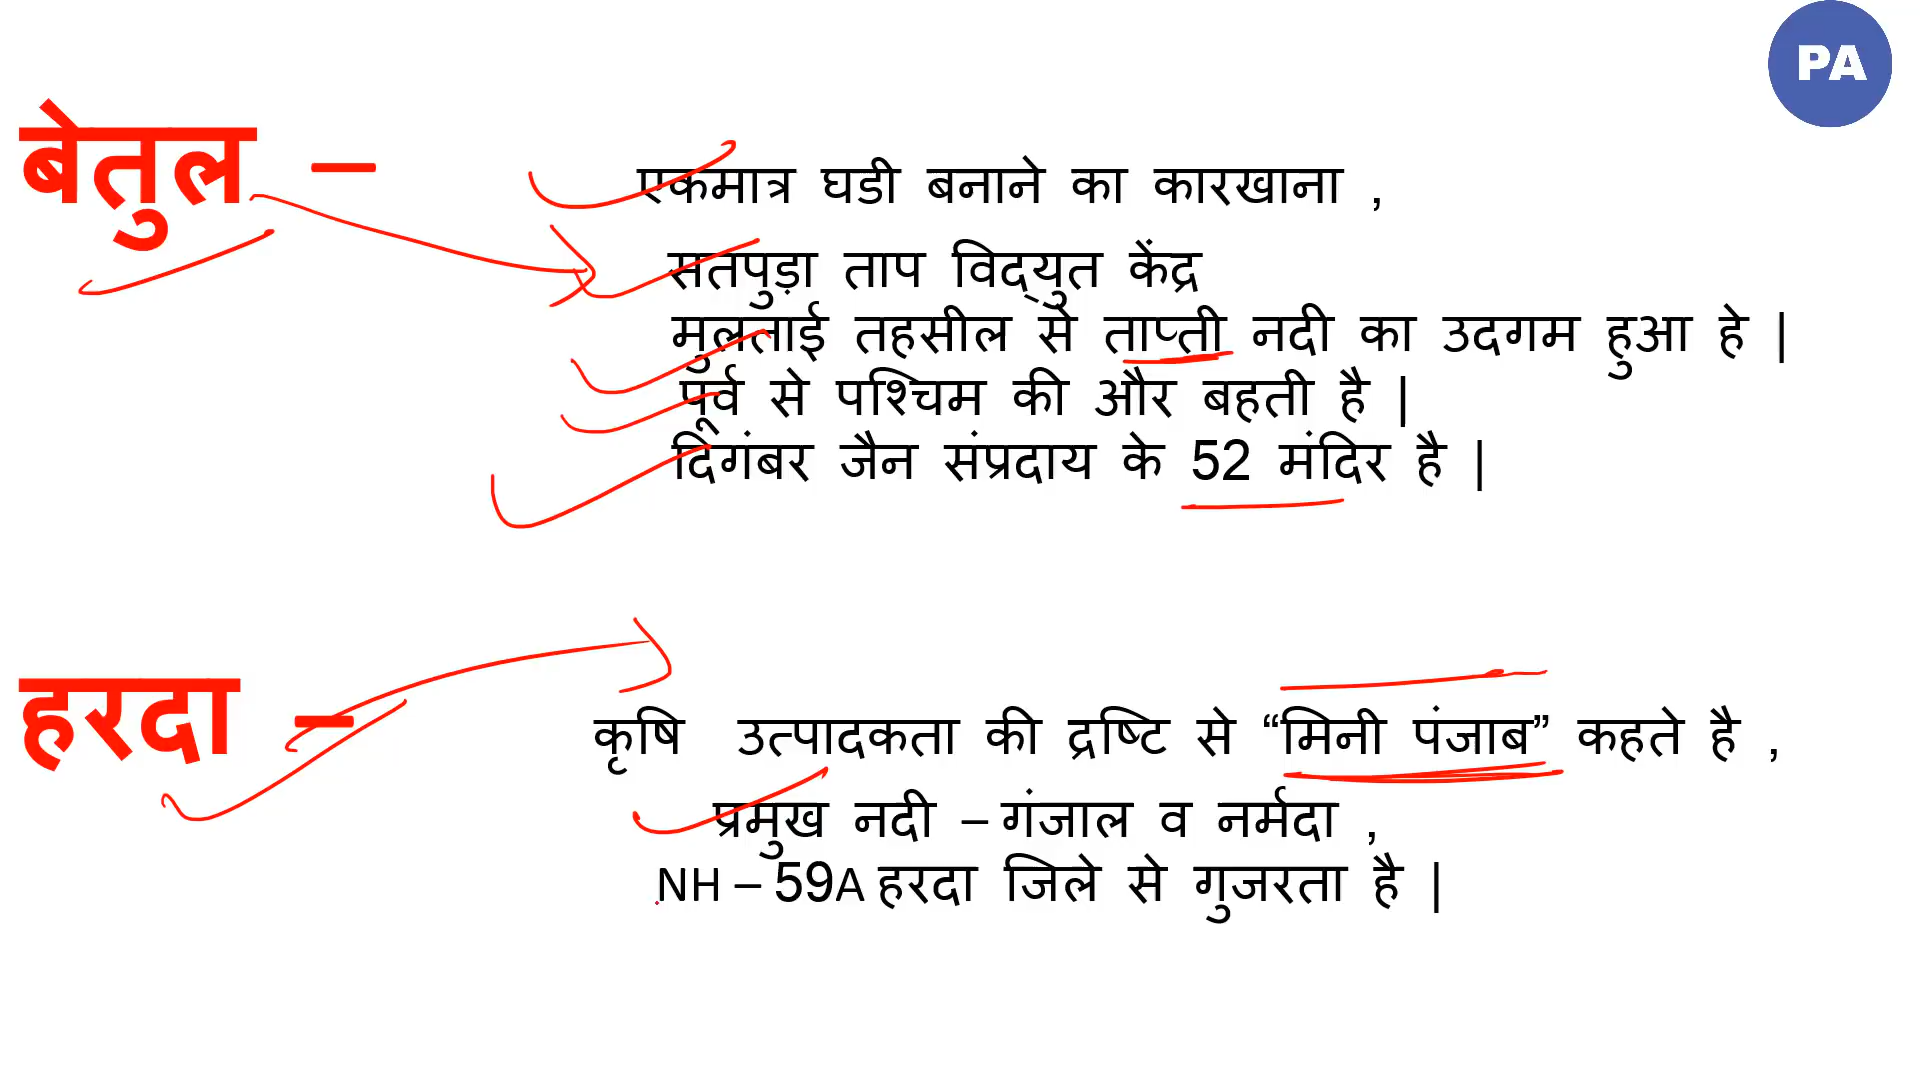 PA
बेतुल –
एकमात्र घडी बनाने का कारखाना ,
सतपुड़ा ताप विद्युत केंद्र
मुलताई तहसील से ताप्ती नदी का उदगम हुआ हे |
पूर्व से पश्चिम की और बहती है |
दिगंबर जैन संप्रदाय के 52 मंदिर है |
हरदा –
कृषि उत्पादकता की द्रष्टि से “मिनी पंजाब” कहते है ,
प्रमुख नदी – गंजाल व नर्मदा ,
NH – 59A हरदा जिले से गुजरता है |